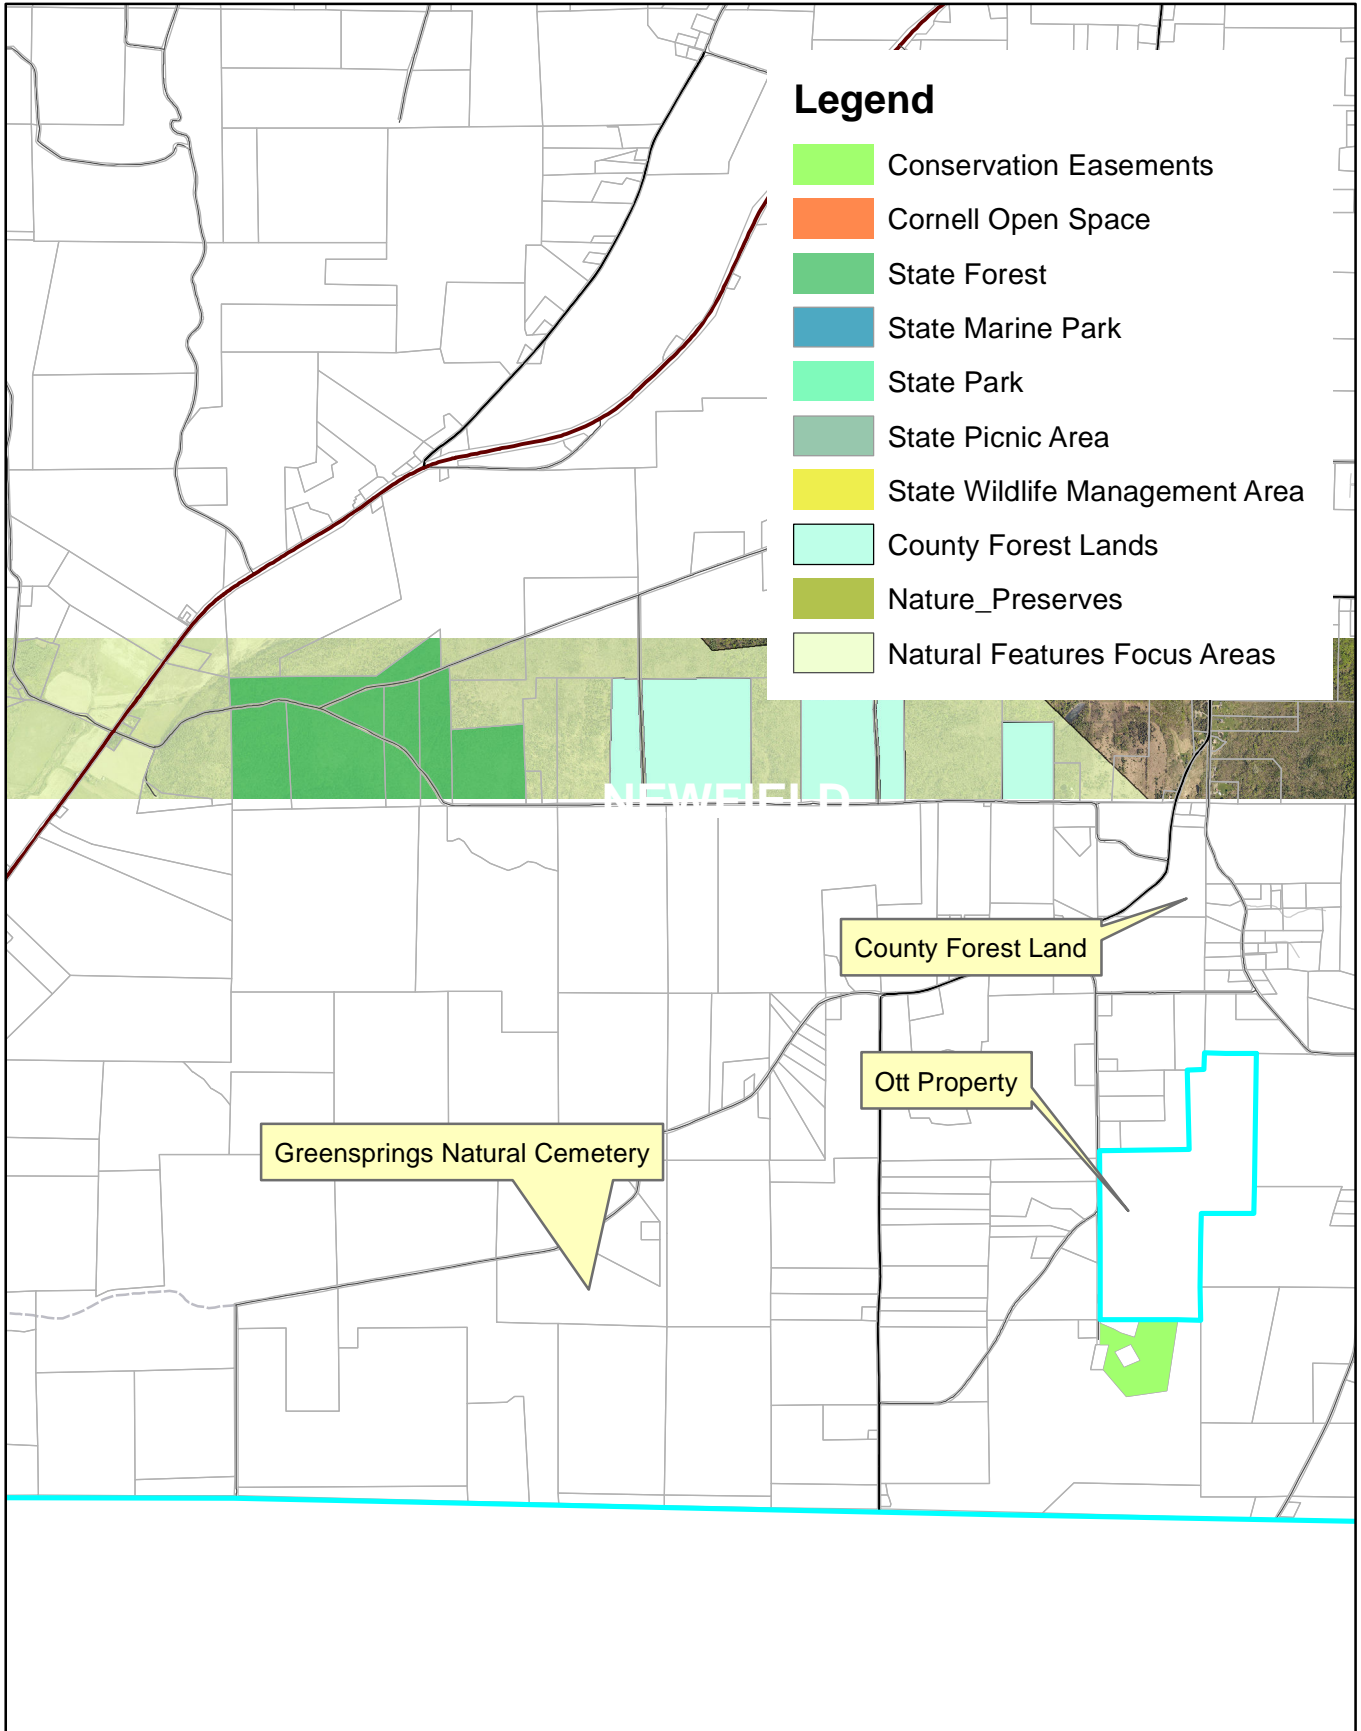 Legend
Conservation Easements
Cornell Open Space
State Forest
State Marine Park
State Park
State Picnic Area
State Wildlife Management Area
County Forest Lands
Nature_Preserves
Natural Features Focus Areas
NEWFIELD
County Forest Land
Ott Property
Greensprings Natural Cemetery